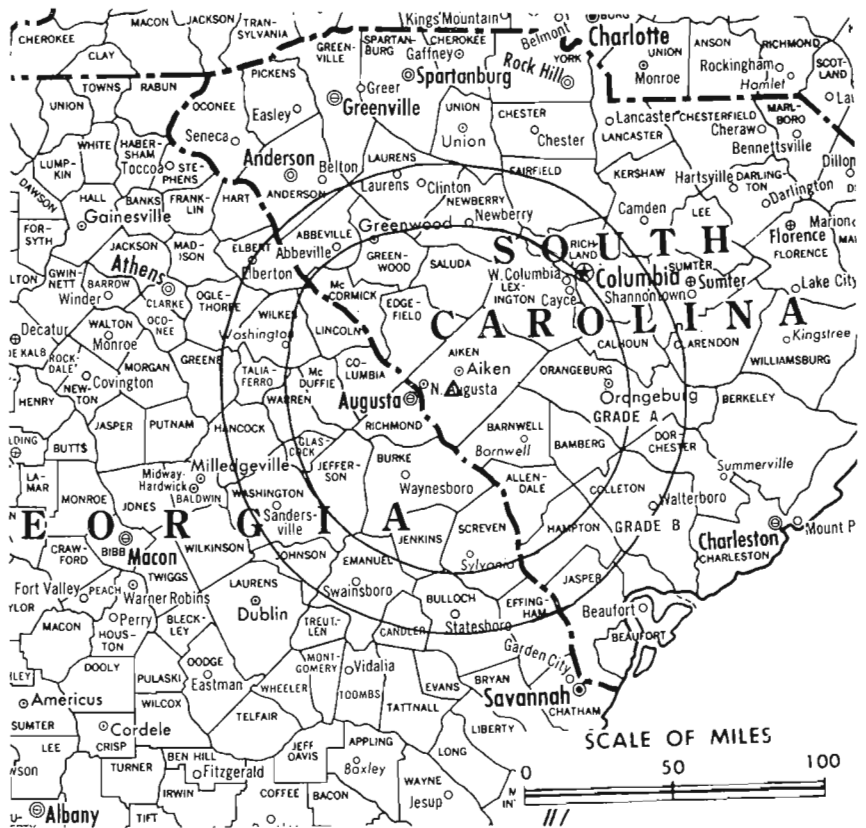 CHEROKEE
MACON
JACKSON
TRAN-
SYLVANIA
Kings Mountain
Belmont
Charlotte
CLAY
GREEN-
VILLE
SPARTAN-
BURG
CHEROKEE
Gaffney
YORK
UNION
Monroe
ANSON
RICHMOND
Rockingham
Hamlet
SCOT-
LAND
TOWNS
RABUN
PICKENS
Greer
Spartanburg
Rock Hill
UNION
OCONEE
Easley
Greenville
UNION
Union
CHESTER
Chester
Lancaster
LANCASTER
CHESTERFIELD
Cheraw
MARL-
BORO
Bennettsville
WHITE
HABER-
SHAM
Seneca
LUMP-
KIN
Toccoa
STE-
PHENS
Anderson
Belton
LAURENS
Laurens
Clinton
FAIRFIELD
KERSHAW
Hartsville
DARLING-
TON
Darlington
Dillon
DAWSON
HALL
BANKS
FRANK-
LIN
HART
ANDERSON
NEWBERRY
Newberry
Camden
LEE
Gainesville
FOR-
SYTH
ABBEVILLE
Abbeville
Greenwood
GREEN-
WOOD
SOUTH
RICH-
LAND
Florence
FLORENCE
Marion
JACKSON
MAD-
ISON
ELBERT
Elberton
SALUDA
W. Columbia
Columbia
SUMTER
Sumter
LTON
GWIN-
NETT
BARROW
Winder
Athens
CLARKE
OCO-
NEE
OGLE-
THORPE
Mc
CORMICK
LEX-
INGTON
Cayce
Shannontown
Lake City
EDGE-
FIELD
CAROLINA
WILKES
Washington
LINCOLN
CALHOUN
LARENDON
Kingstree
WILLIAMSBURG
Decatur
DE KALB
WALTON
Monroe
ROCK-
DALE
MORGAN
GREENE
TALIA-
FERRO
Mc
DUFFIE
CO-
LUMBIA
AIKEN
Aiken
ORANGEBURG
Orangeburg
NEW-
TON
Covington
HENRY
WARREN
Augusta
N. Augusta
GRADE A
BERKELEY
JASPER
PUTNAM
HANCOCK
RICHMOND
BARNWELL
Barnwell
BAMBERG
DOR-
CHESTER
LDING
BUTTS
GLAS-
COCK
JEFFER-
SON
BURKE
Waynesboro
ALLEN-
DALE
Summerville
LA-
MAR
MONROE
JONES
Midway-
Hardwick
Milledgeville
BALDWIN
WASHINGTON
Sanders-
ville
COLLETON
Walterboro
EORGIA
SCREVEN
Sylvania
HAMPTON
GRADE B
Charleston
CHARLESTON
Mount P
CRAW-
FORD
BIBB
Macon
WILKINSON
JOHNSON
JENKINS
EMANUEL
Swainsboro
JASPER
Fort Valley
PEACH
TWIGGS
Warner Robins
LAURENS
Dublin
BULLOCH
Statesboro
EFFING-
HAM
Beaufort
BEAUFORT
TAYLOR
MACON
Perry
HOUS-
TON
BLECK-
LEY
TREUT-
LEN
CANDLER
Garden City
DOOLY
PULASKI
DODGE
Eastman
MONT-
GOMERY
WHEELER
Vidalia
TOOMBS
EVANS
TATTNALL
BRYAN
Savannah
CHATHAM
Americus
SUMTER
WILCOX
Cordele
CRISP
TELFAIR
LIBERTY
SCALE OF MILES
LEE
TURNER
BEN HILL
Fitzgerald
JEFF
DAVIS
APPLING
Baxley
LONG
0
50
100
IRWIN
COFFEE
BACON
WAYNE
Jesup
Albany
TIFT